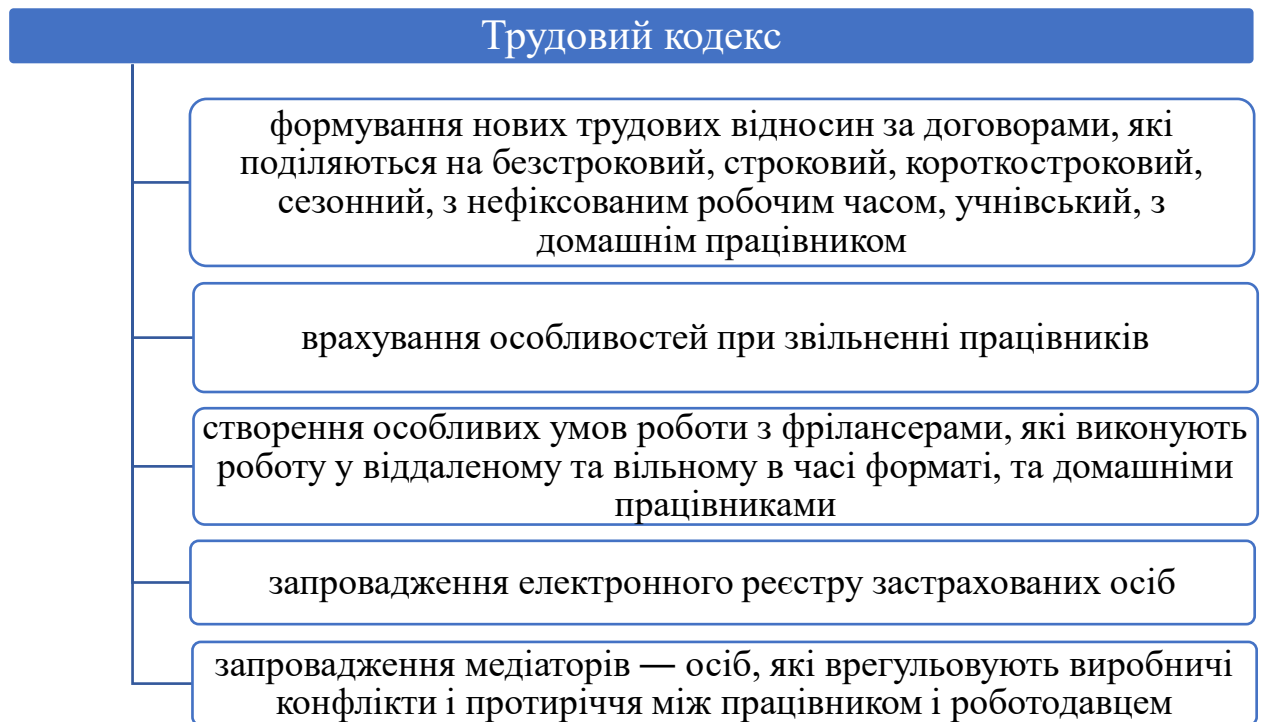 Трудовий кодекс
формування нових трудових відносин за договорами, які
поділяються на безстроковий, строковий, короткостроковий,
сезонний, з нефіксованим робочим часом, учнівський, з
домашнім працівником
врахування особливостей при звільненні працівників
створення особливих умов роботи з фрілансерами, які виконують
роботу у віддаленому та вільному в часі форматі, та домашніми
працівниками
запровадження електронного реєстру застрахованих осіб
запровадження медіаторів — осіб, які врегульовують виробничі
конфлікти і протиріччя між працівником і роботодавцем